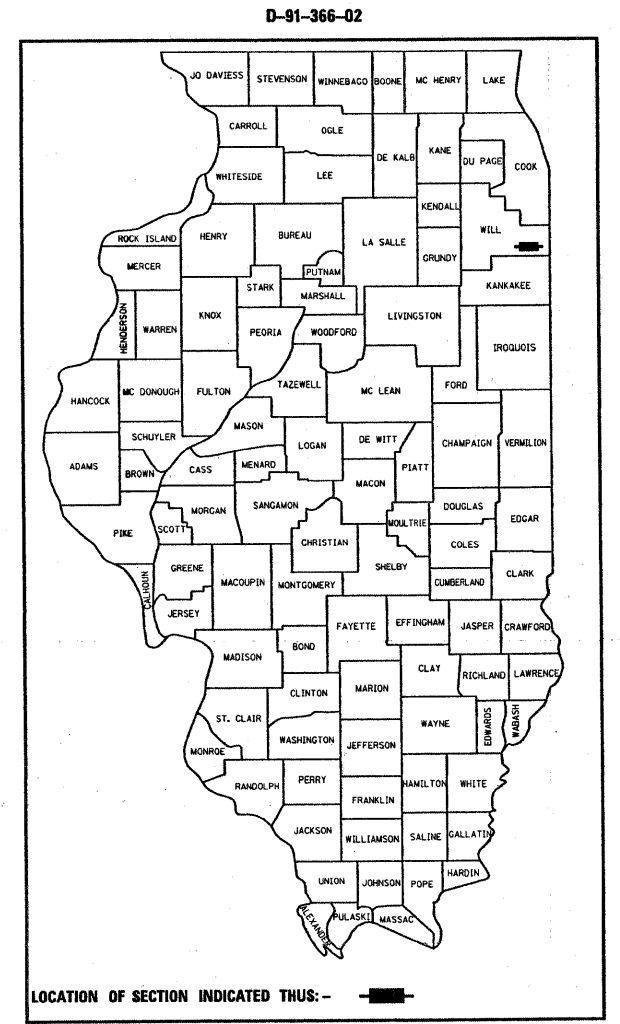 D-91-366-02
JO DAVIESS STEVENSON WINNEBAGO BOONE MC HENRY LAKE
CARROLL OGLE DE KALB KANE DU PAGE COOK
WHITESIDE LEE
KENDALL
ROCK ISLAND HENRY BUREAU LA SALLE GRUNDY WILL
MERCER PUTNAM KANKAKEE
STARK MARSHALL
HENDERSON WARREN KNOX PEORIA WOODFORD LIVINGSTON IROQUOIS
HANCOCK MC DONOUGH FULTON TAZEWELL MC LEAN FORD
SCHUYLER MASON LOGAN DE WITT CHAMPAIGN VERMILION
ADAMS BROWN CASS MENARD MACON PIATT
PIKE SCOTT MORGAN SANGAMON MOULTRIE DOUGLAS EDGAR
CHRISTIAN COLES
CALHOUN GREENE MACOUPIN MONTGOMERY SHELBY CUMBERLAND CLARK
JERSEY FAYETTE EFFINGHAM JASPER CRAWFORD
MADISON BOND CLAY RICHLAND LAWRENCE
CLINTON MARION
ST. CLAIR WAYNE EDWARDS WABASH
MONROE WASHINGTON JEFFERSON
RANDOLPH PERRY HAMILTON WHITE
FRANKLIN
JACKSON WILLIAMSON SALINE GALLATIN
UNION JOHNSON POPE HARDIN
ALEXANDER PULASKI MASSAC
LOCATION OF SECTION INDICATED THUS:-